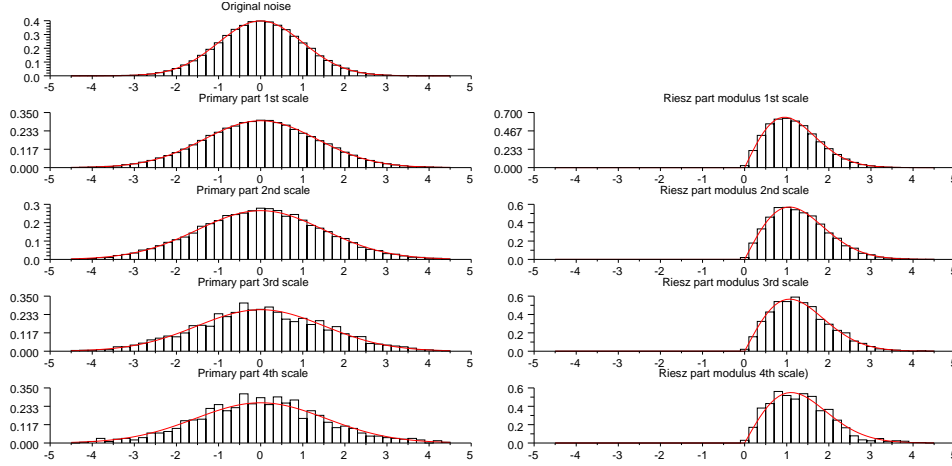 Original noise
0.4
0.3
0.2
0.1
0.0
-5 -4 -3 -2 -1 0 1 2 3 4 5
Primary part 1st scale
0.350
0.233
0.117
0.000
-5 -4 -3 -2 -1 0 1 2 3 4 5
Riesz part modulus 1st scale
0.700
0.467
0.233
0.000
-5 -4 -3 -2 -1 0 1 2 3 4 5
Primary part 2nd scale
0.3
0.2
0.1
0.0
-5 -4 -3 -2 -1 0 1 2 3 4 5
Riesz part modulus 2nd scale
0.6
0.4
0.2
0.0
-5 -4 -3 -2 -1 0 1 2 3 4 5
Primary part 3rd scale
0.350
0.233
0.117
0.000
-5 -4 -3 -2 -1 0 1 2 3 4 5
Riesz part modulus 3rd scale
0.6
0.4
0.2
0.0
-5 -4 -3 -2 -1 0 1 2 3 4 5
Primary part 4th scale
0.350
0.233
0.117
0.000
-5 -4 -3 -2 -1 0 1 2 3 4 5
Riesz part modulus 4th scale)
0.6
0.4
0.2
0.0
-5 -4 -3 -2 -1 0 1 2 3 4 5